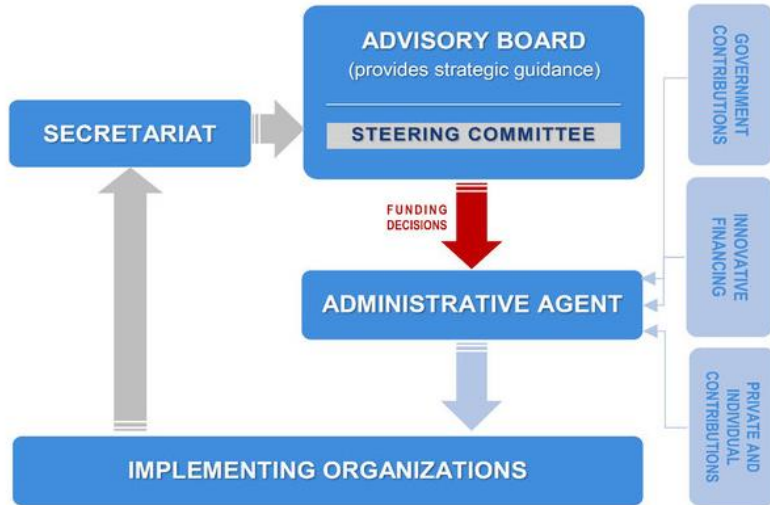 ADVISORY BOARD
(provides strategic guidance)
STEERING COMMITTEE
SECRETARIAT
FUNDING
DECISIONS
ADMINISTRATIVE AGENT
IMPLEMENTING ORGANIZATIONS
GOVERNMENT
CONTRIBUTIONS
INNOVATIVE
FINANCING
PRIVATE AND
INDIVIDUAL
CONTRIBUTIONS